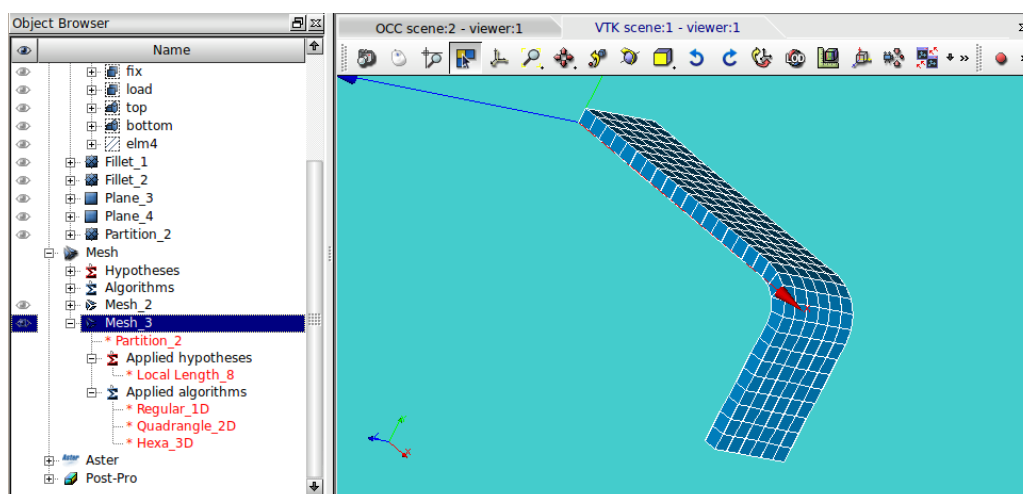 Object Browser
OCC scene:2 - viewer:1
VTK scene:1 - viewer:1
Name
LOD
fix
load
top
bottom
elm4
Fillet_1
Fillet_2
Plane_3
Plane_4
Partition_2
Mesh
Hypotheses
Algorithms
Mesh_2
Mesh_3
* Partition_2
Applied hypotheses
* Local Length_8
Applied algorithms
* Regular_1D
* Quadrangle_2D
* Hexa_3D
Aster
Aster
Post-Pro